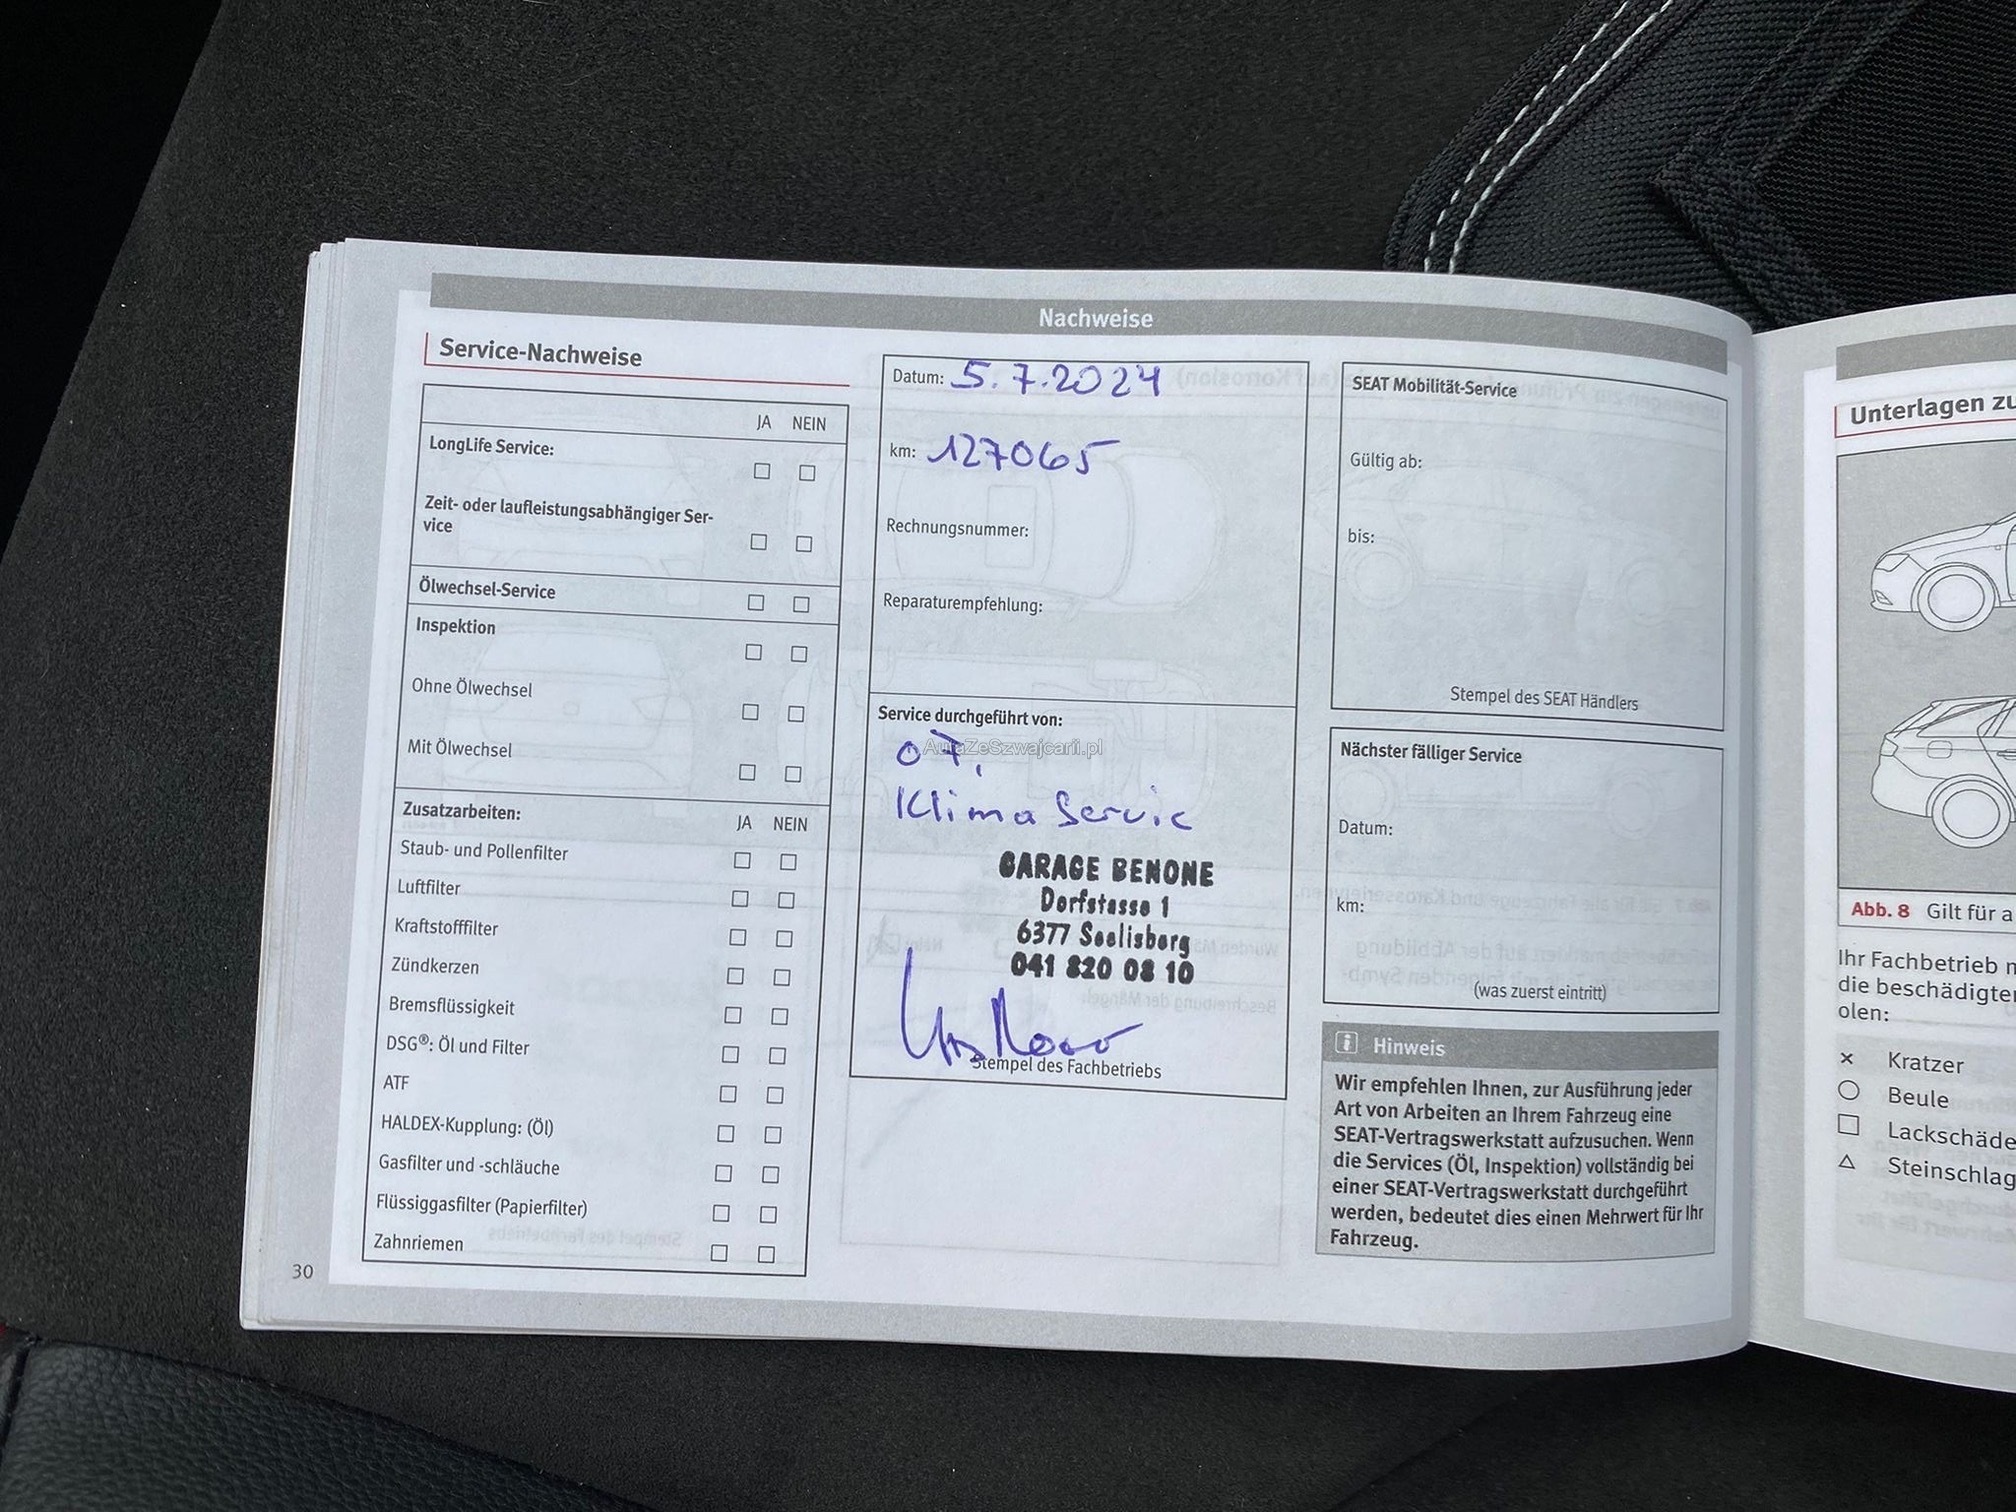 Nachweise
Service-Nachweise
JA NEIN
LongLife Service:
Zeit- oder laufleistungsabhängiger Ser-
vice
Ölwechsel-Service
Inspektion
Ohne Ölwechsel
Mit Ölwechsel
Zusatzarbeiten:
JA NEIN
Staub- und Pollenfilter
Luftfilter
Kraftstofffilter
Zündkerzen
Bremsflüssigkeit
DSG®: Öl und Filter
ATF
HALDEX-Kupplung: (Öl)
Gasfilter und -schläuche
Flüssiggasfilter (Papierfilter)
Zahnriemen
30
Datum: 5.7.2024
km: 127065
Rechnungsnummer:
Reparaturempfehlung:
Service durchgeführt von:
AutaZeSzwajcarii.pl
07,
Klima Servic
GARAGE BENONE
Dorfstasse 1
6377 Seelisberg
041 820 08 10
Stempel des Fachbetriebs
SEAT Mobilität-Service
Gültig ab:
bis:
Stempel des SEAT Händlers
Nächster fälliger Service
Datum:
km:
(was zuerst eintritt)
Hinweis
Wir empfehlen Ihnen, zur Ausführung jeder
Art von Arbeiten an Ihrem Fahrzeug eine
SEAT-Vertragswerkstatt aufzusuchen. Wenn
die Services (Öl, Inspektion) vollständig bei
einer SEAT-Vertragswerkstatt durchgeführt
werden, bedeutet dies einen Mehrwert für Ihr
Fahrzeug.
Unterlagen zu
Abb. 8 Gilt für a
Ihr Fachbetrieb m
die beschädigte
olen:
× Kratzer
○ Beule
□ Lackschäde
△ Steinschlag